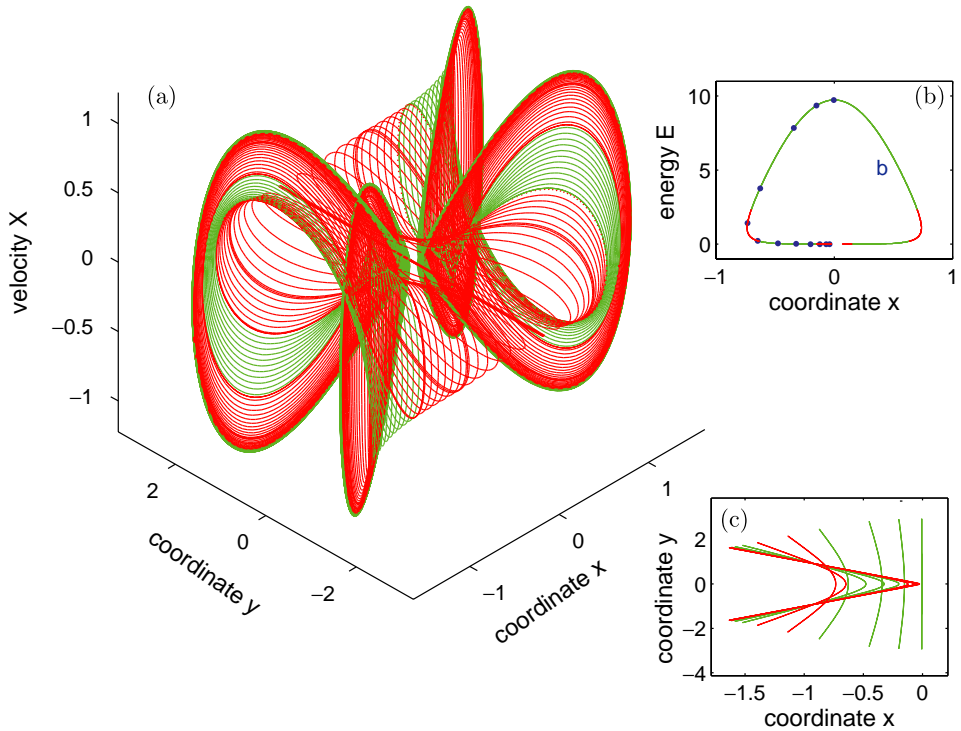 (a)
1
0.5
0
−0.5
−1
velocity X
2
0
−2
coordinate y
−1
0
1
coordinate x
(b)
10
5
0
energy E
b
−1
0
1
coordinate x
(c)
2
0
−2
−4
coordinate y
−1.5
−1
−0.5
0
coordinate x